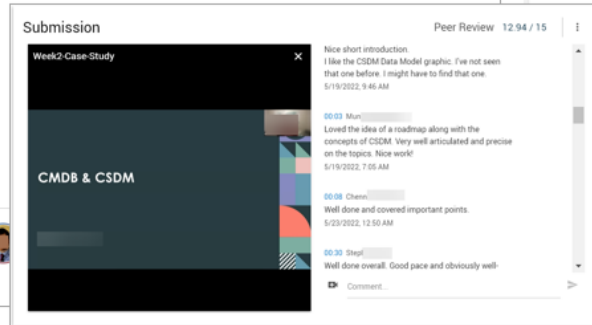 Submission
Peer Review 12.94 / 15
Week2-Case-Study
CMDB & CSDM
Nice short introduction.
I like the CSDM Data Model graphic. I've not seen
that one before. I might have to find that one.
5/19/2022, 9:46 AM
00:03 Mun
Loved the idea of a roadmap along with the
concepts of CSDM. Very well articulated and precise
on the topics. Nice work!
5/19/2022, 7:05 AM
00:08 Chenn
Well done and covered important points.
5/23/2022, 12:50 AM
00:30 Step
Well done overall. Good pace and obviously well-
Comment...